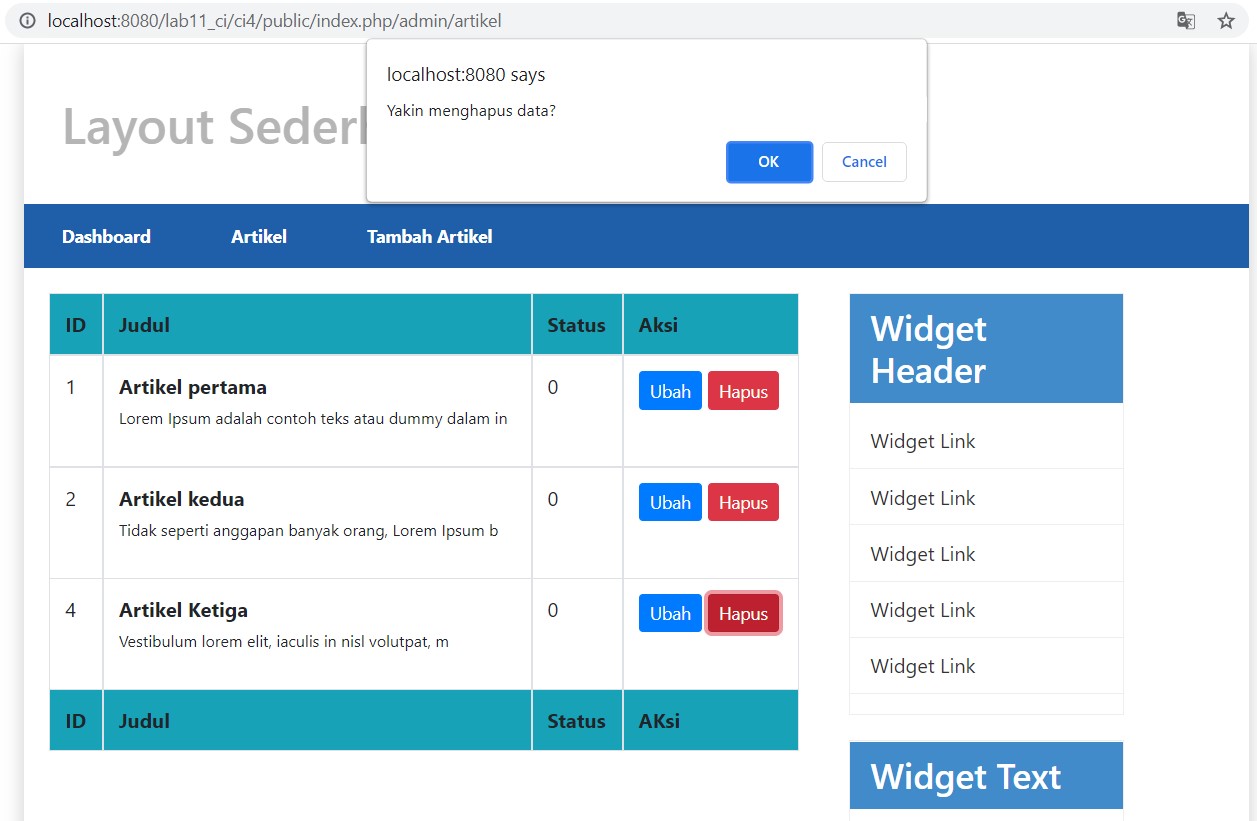 localhost:8080/lab11_ci/ci4/public/index.php/admin/artikel
localhost:8080 says
Yakin menghapus data?
OK Cancel
Layout
Dashboard Artikel Tambah Artikel
ID Judul Status Aksi
1 Artikel pertama 0 Ubah Hapus
Lorem Ipsum adalah contoh teks atau dummy dalam in
2 Artikel kedua 0 Ubah Hapus
Tidak seperti anggapan banyak orang, Lorem Ipsum b
4 Artikel Ketiga 0 Ubah Hapus
Vestibulum lorem elit, iaculis in nisl volutpat, m
ID Judul Status AKsi
Widget
Header
Widget Link
Widget Link
Widget Link
Widget Link
Widget Link
Widget Text